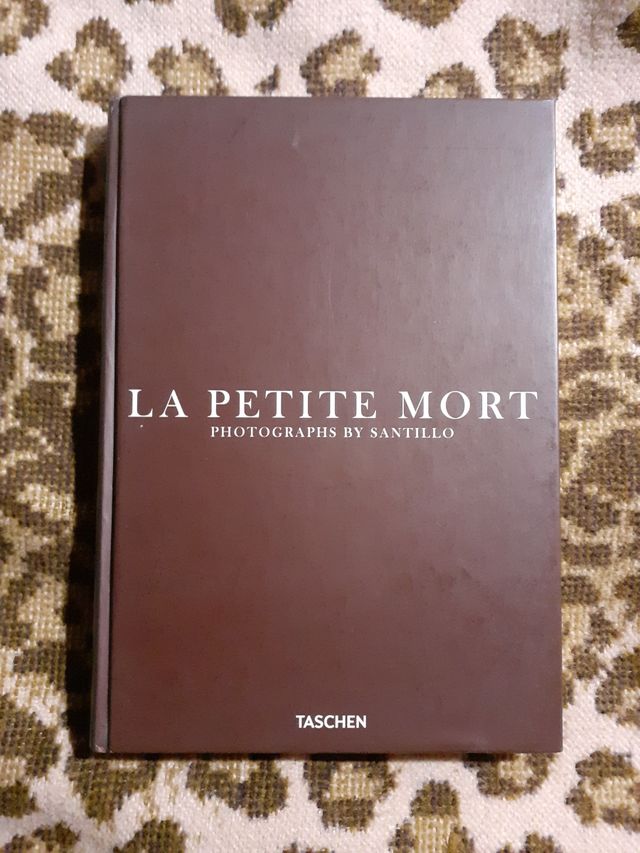 LA PETITE MORT
PHOTOGRAPHS BY SANTILLO
TASCHEN